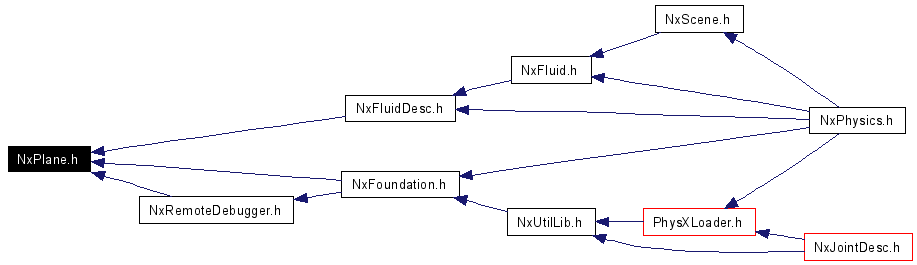 NxScene.h
NxFluid.h
NxFluidDesc.h
NxPhysics.h
NxPlane.h
NxFoundation.h
NxRemoteDebugger.h
NxUtilLib.h
PhysXLoader.h
NxJointDesc.h